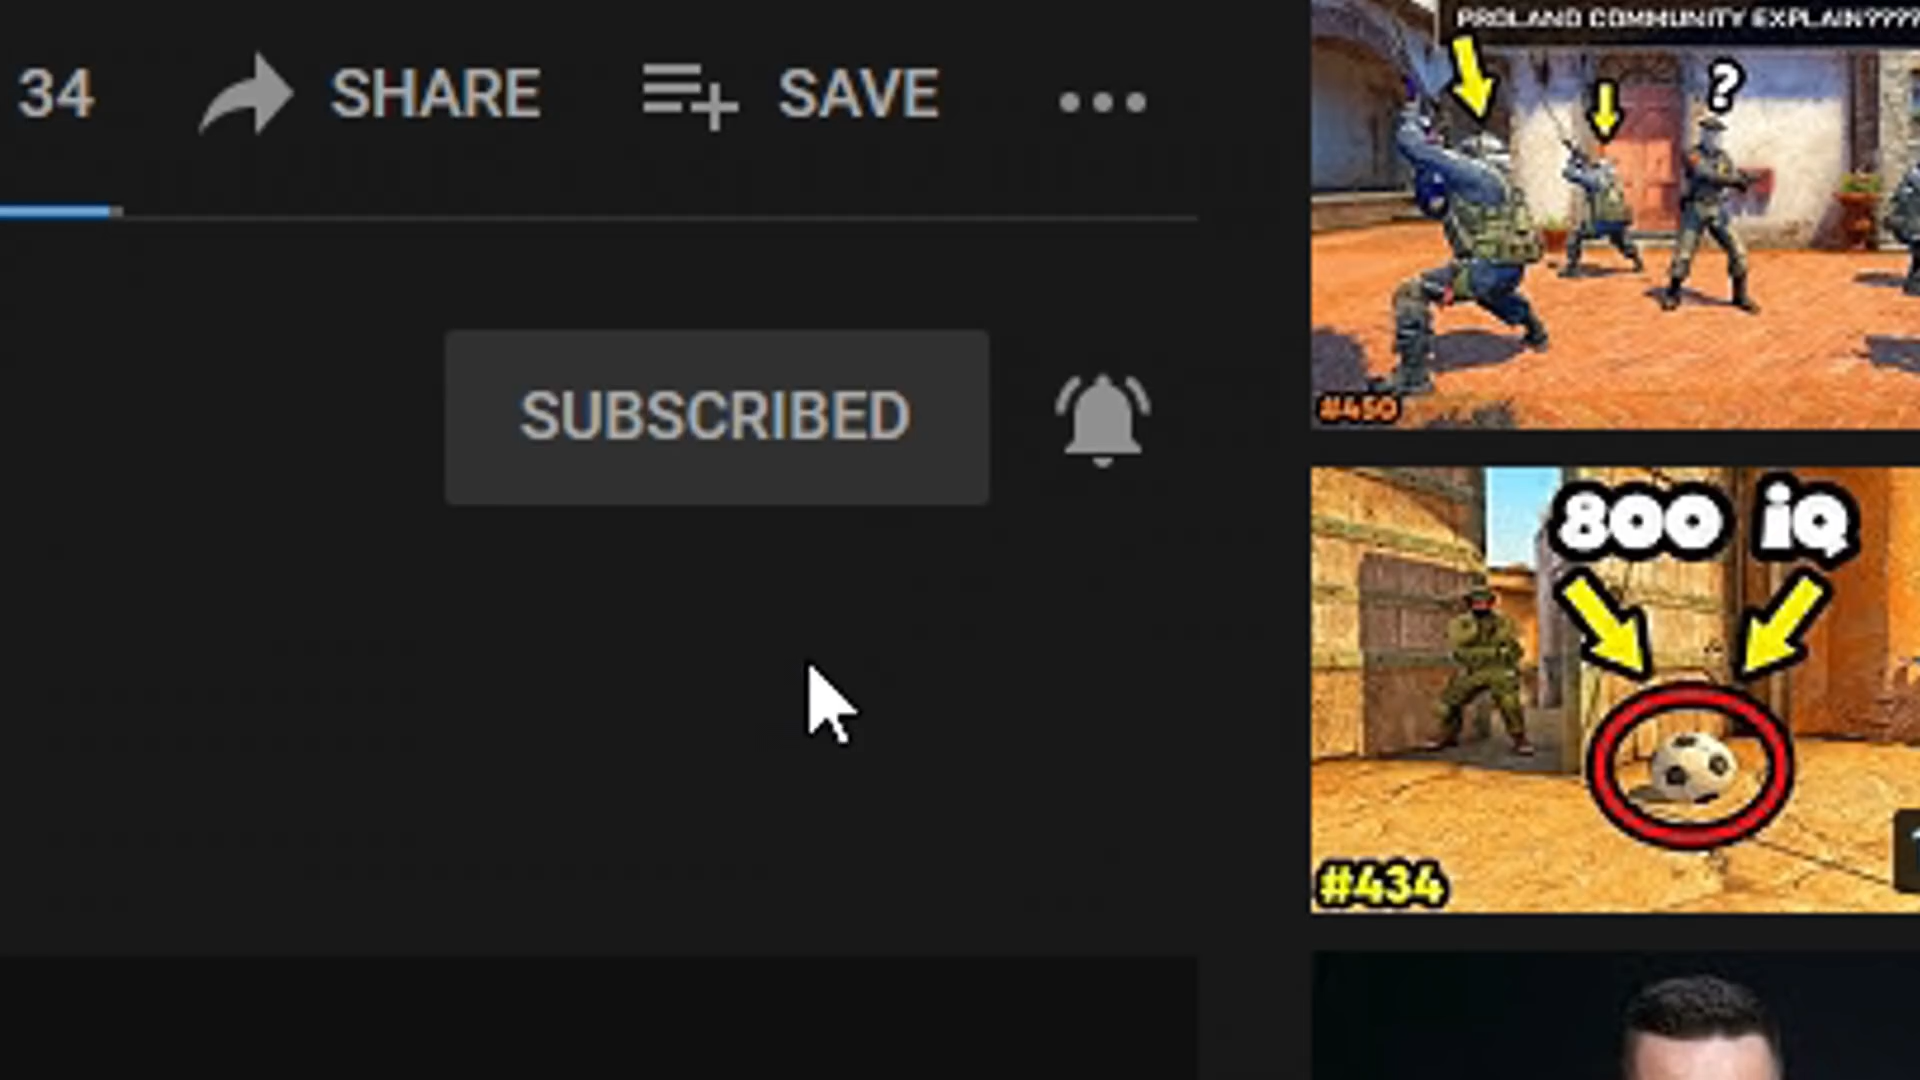 34 SHARE SAVE
SUBSCRIBED
PROLAND COMMUNITY EXPLAIN????
?
#450
800 iQ
#434